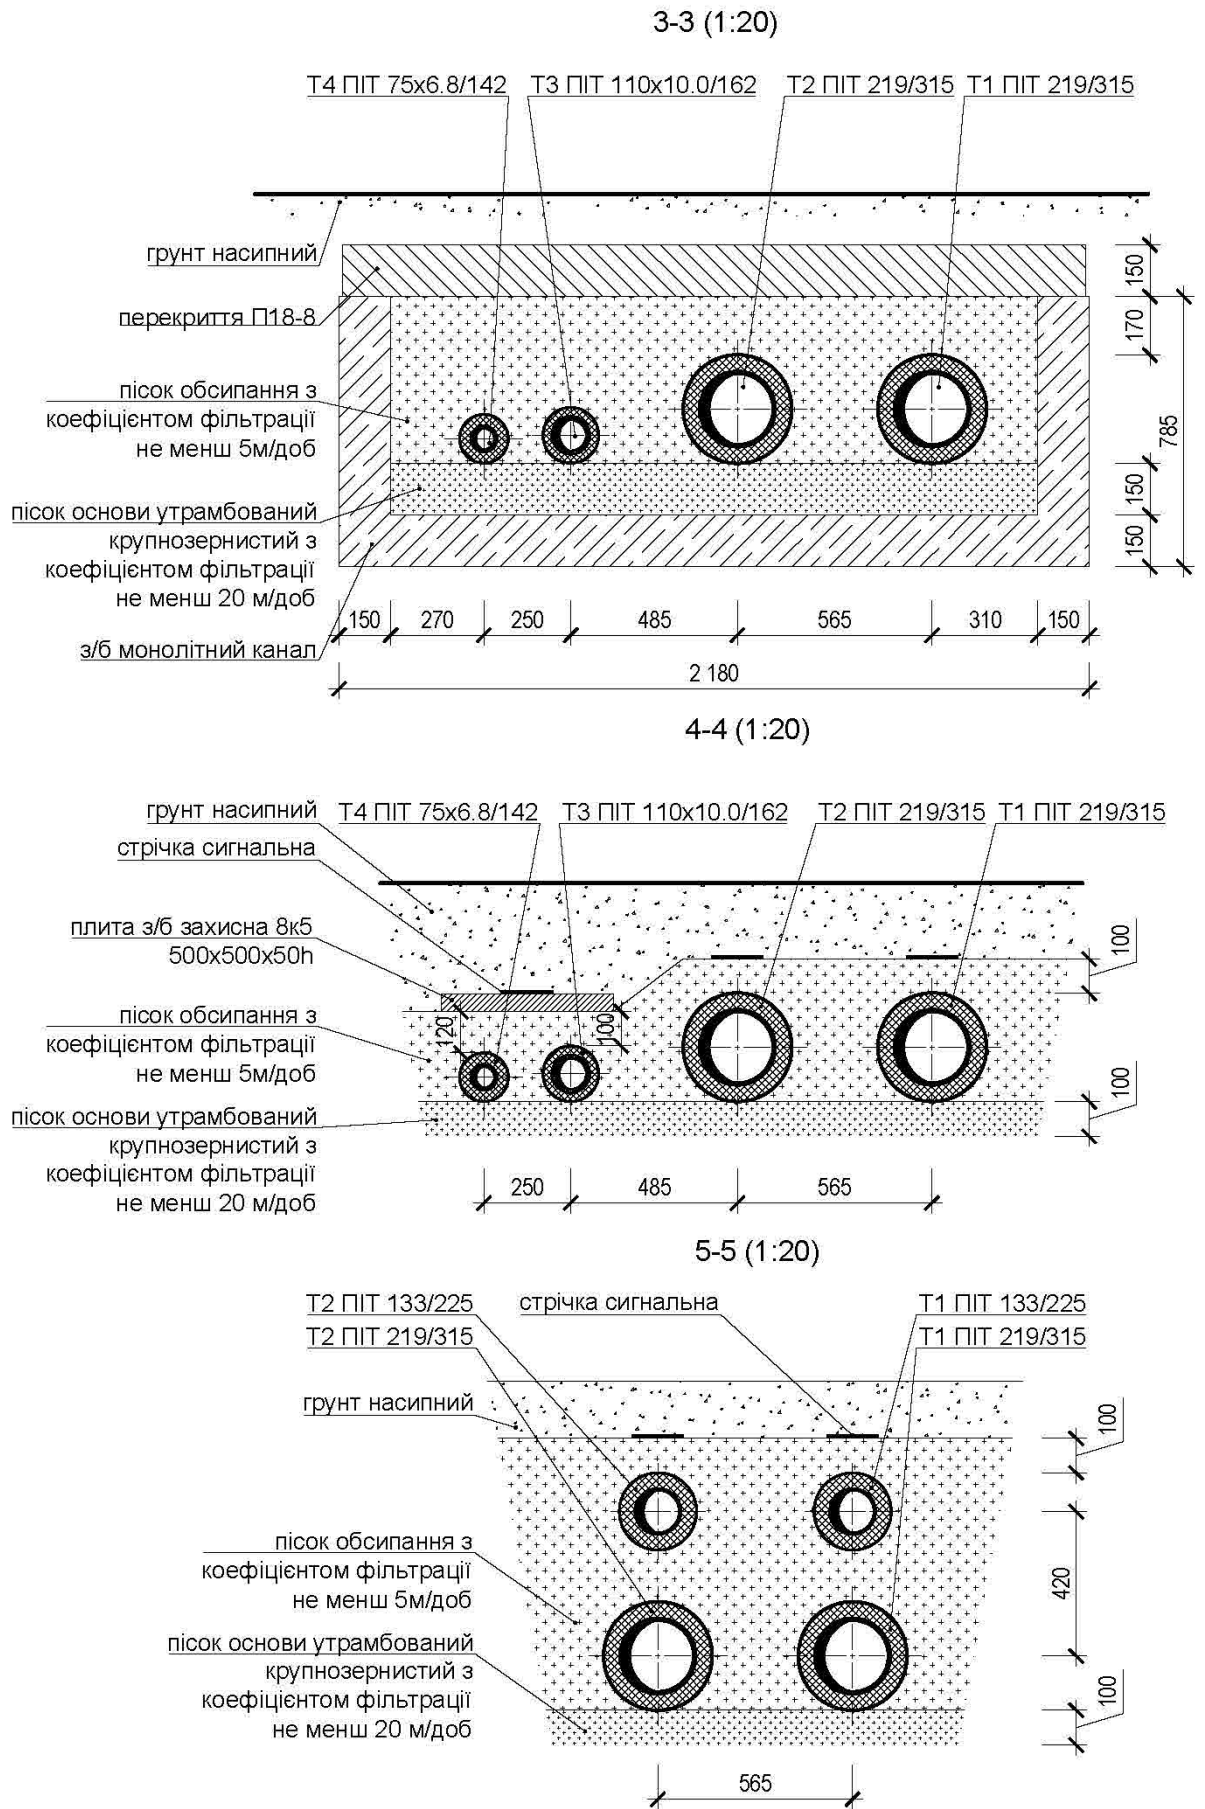 3-3 (1:20)
Т4 ПІТ 75х6.8/142
Т3 ПІТ 110х10.0/162
Т2 ПІТ 219/315
Т1 ПІТ 219/315
грунт насипний
перекриття П18-8
пісок обсипання з
коефіцієнтом фільтрації
не менш 5м/доб
пісок основи утрамбований
крупнозернистий з
коефіцієнтом фільтрації
не менш 20 м/доб
з/б монолітний канал
150
170
785
150
150
150
270
250
485
565
310
150
2 180
4-4 (1:20)
грунт насипний
Т4 ПІТ 75х6.8/142
Т3 ПІТ 110х10.0/162
Т2 ПІТ 219/315
Т1 ПІТ 219/315
стрічка сигнальна
плита з/б захисна 8к5
500х500х50h
пісок обсипання з
коефіцієнтом фільтрації
не менш 5м/доб
пісок основи утрамбований
крупнозернистий з
коефіцієнтом фільтрації
не менш 20 м/доб
120
100
100
100
250
485
565
5-5 (1:20)
Т2 ПІТ 133/225
стрічка сигнальна
Т1 ПІТ 133/225
Т2 ПІТ 219/315
Т1 ПІТ 219/315
грунт насипний
пісок обсипання з
коефіцієнтом фільтрації
не менш 5м/доб
пісок основи утрамбований
крупнозернистий з
коефіцієнтом фільтрації
не менш 20 м/доб
100
420
100
565